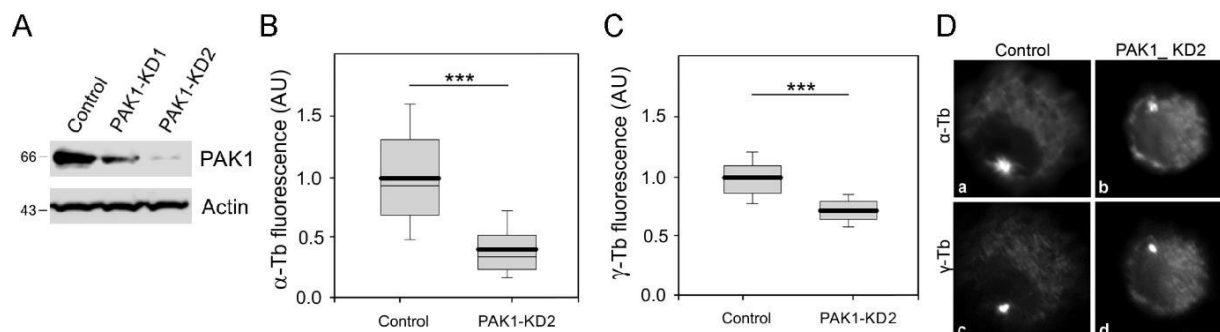 A
Control
PAK1-KD1
PAK1-KD2
66
PAK1
43
Actin
B
α-Tb fluorescence (AU)
1.5
1.0
0.5
0.0
***
Control
PAK1-KD2
C
γ-Tb fluorescence (AU)
1.5
1.0
0.5
0.0
***
Control
PAK1-KD2
D
Control
PAK1_ KD2
α-Tb
a
b
γ-Tb
c
d